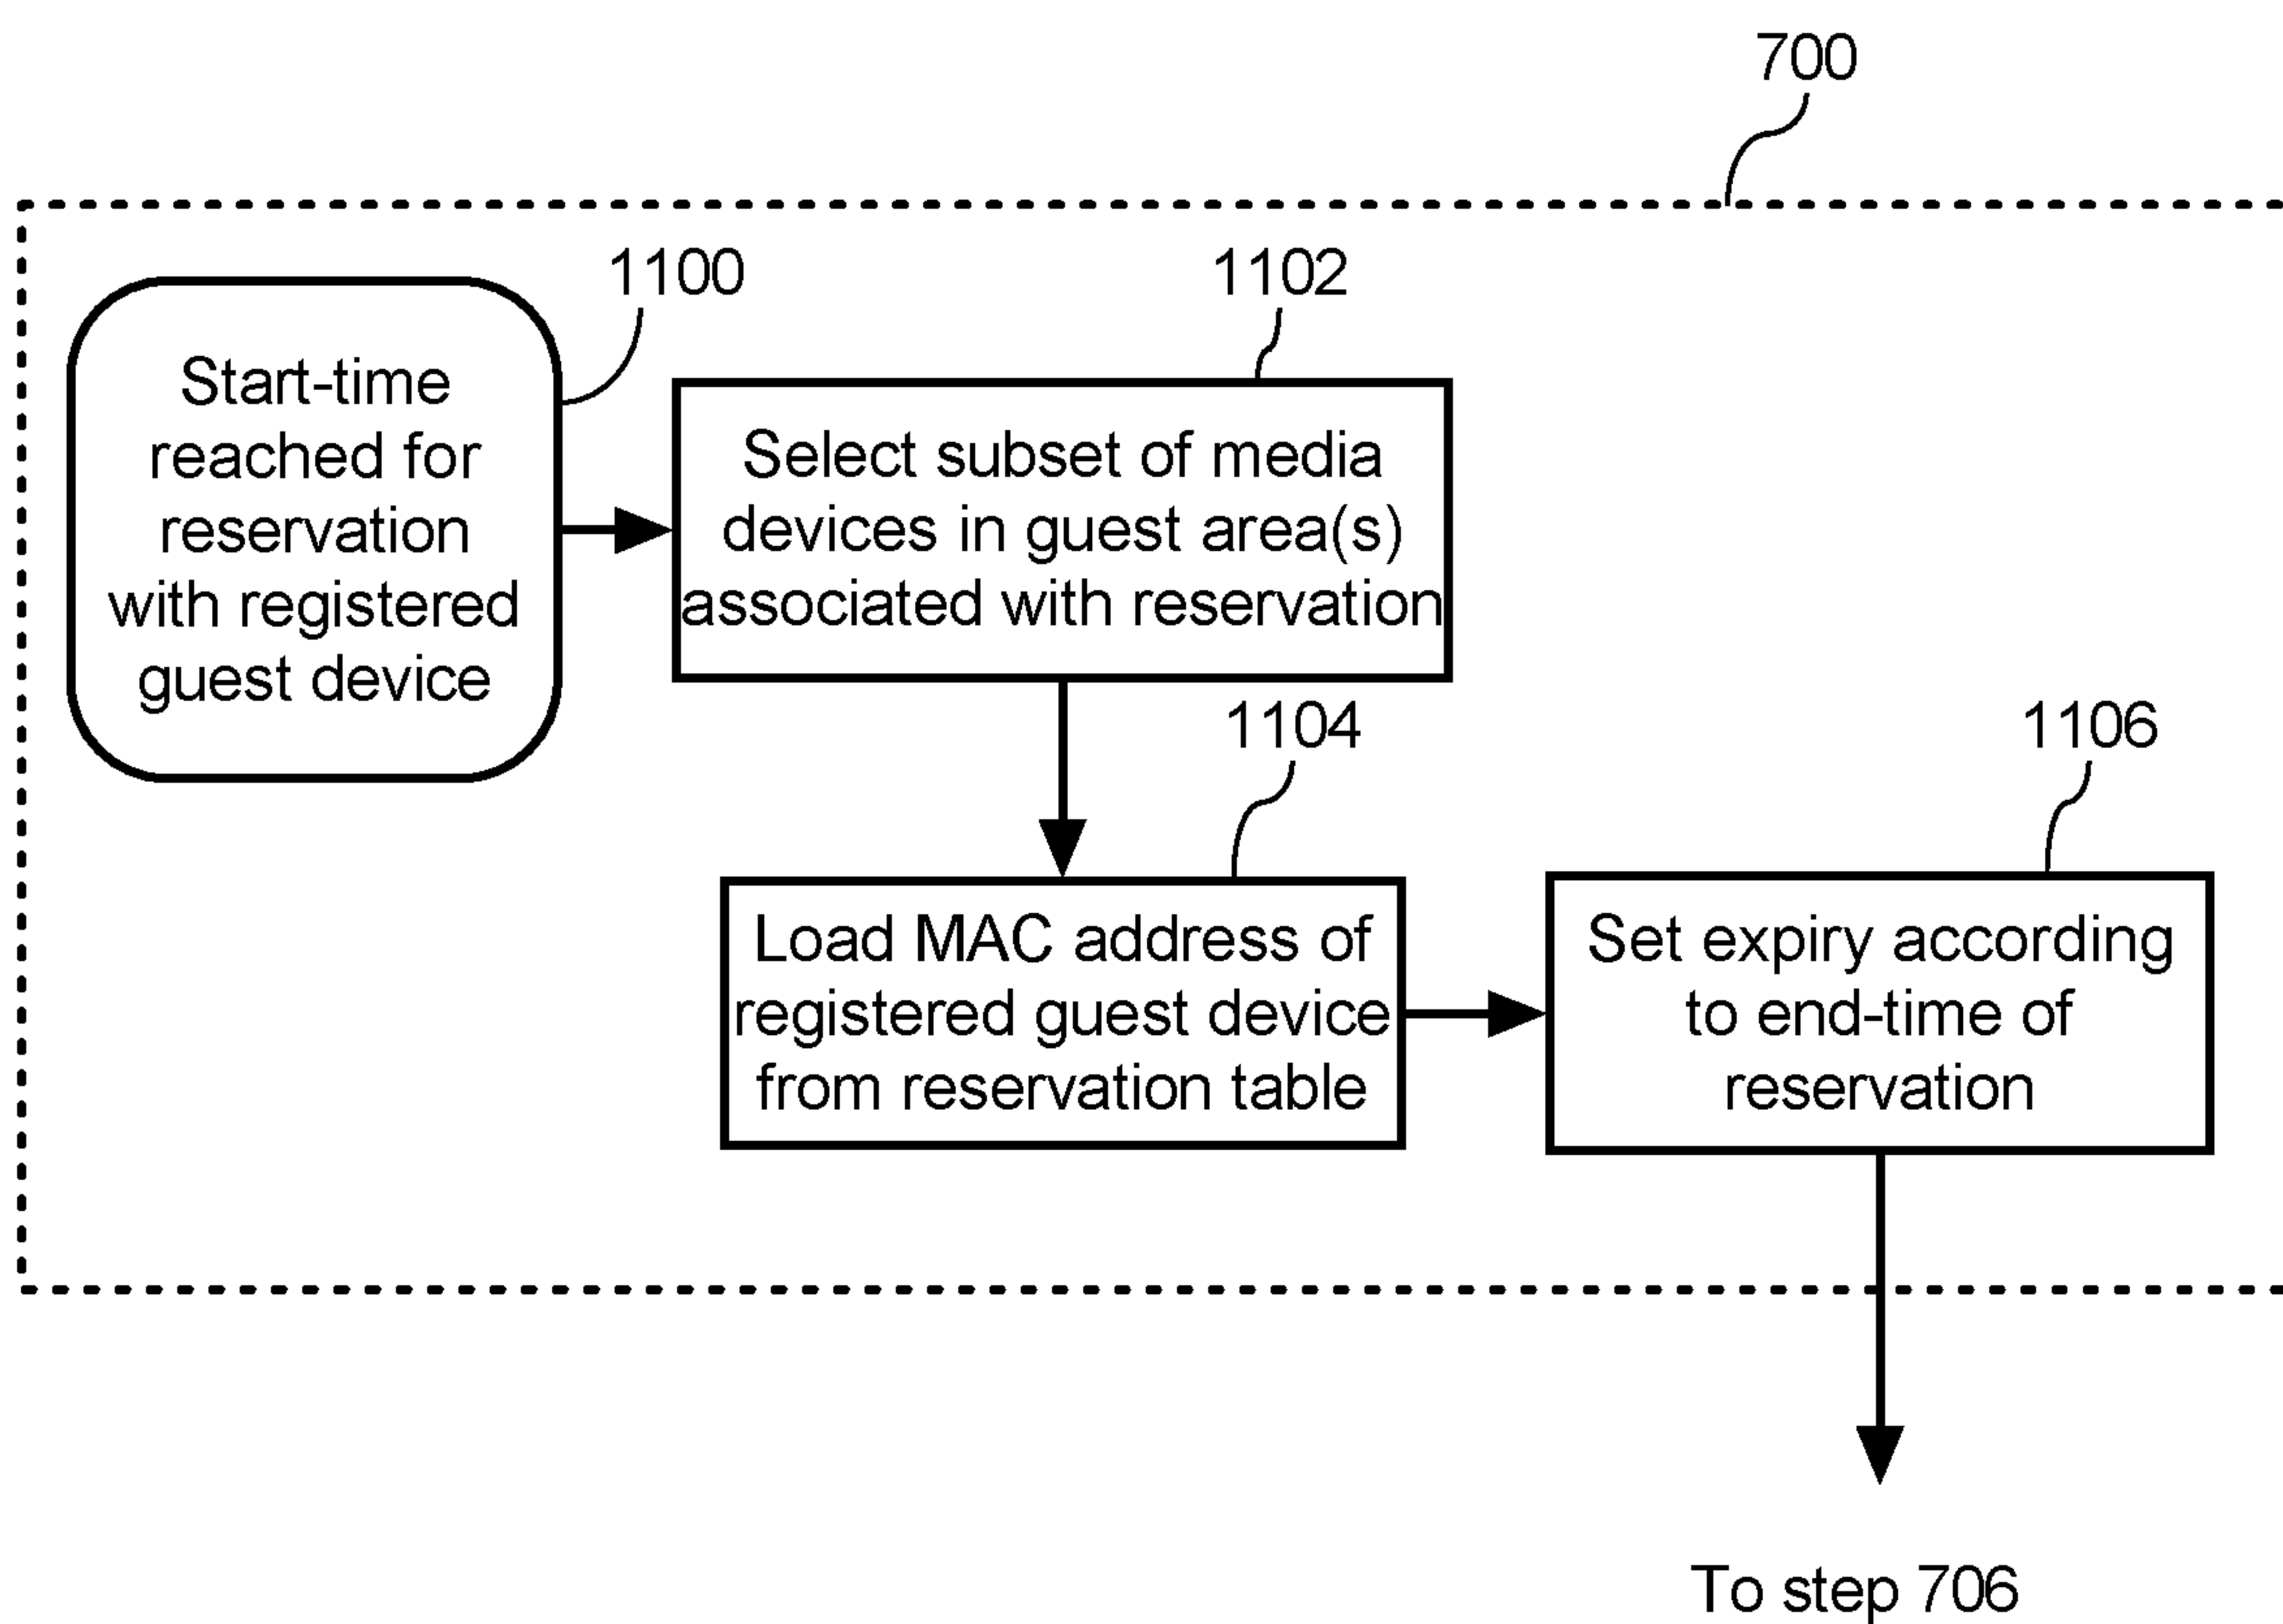 700
1100
Start-time
reached for
reservation
with registered
guest device
1102
Select subset of media
devices in guest area(s)
associated with reservation
1104
Load MAC address of
registered guest device
from reservation table
1106
Set expiry according
to end-time of
reservation
To step 706